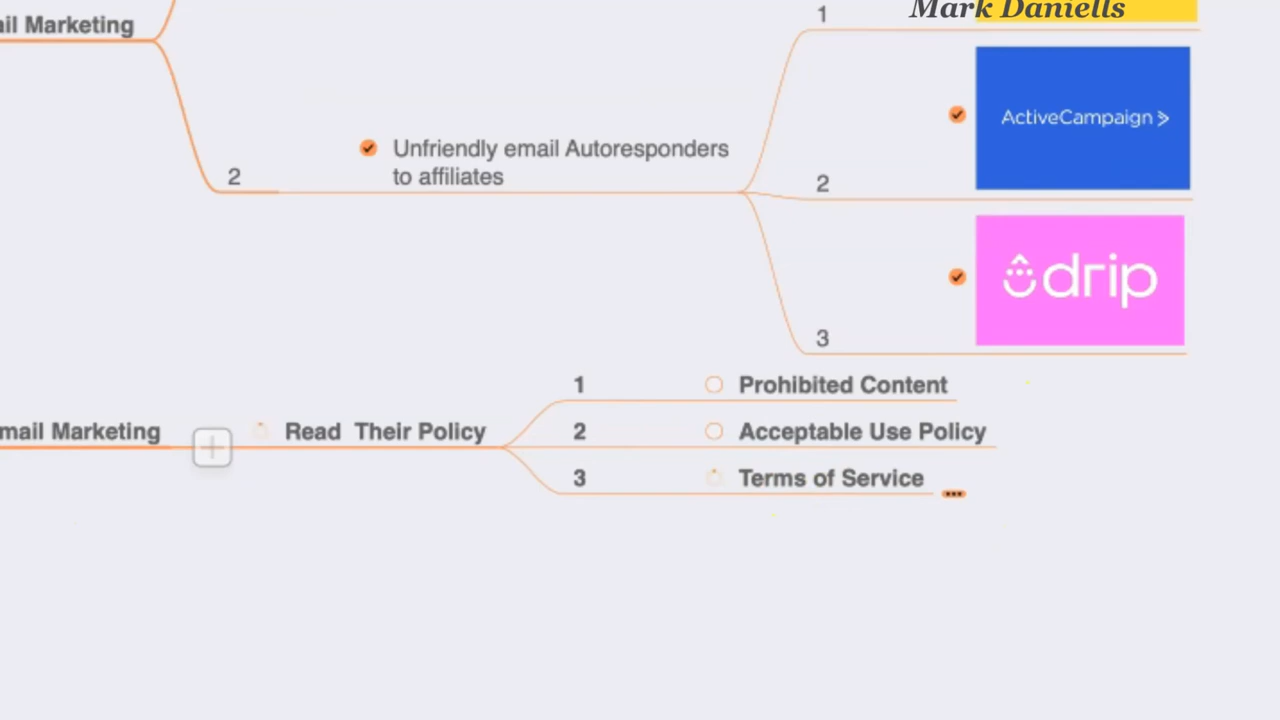 ail Marketing
1
Mark Daniells
ActiveCampaign
2
Unfriendly email Autoresponders
to affiliates
2
drip
3
1
Prohibited Content
mail Marketing
Read Their Policy
2
Acceptable Use Policy
3
Terms of Service